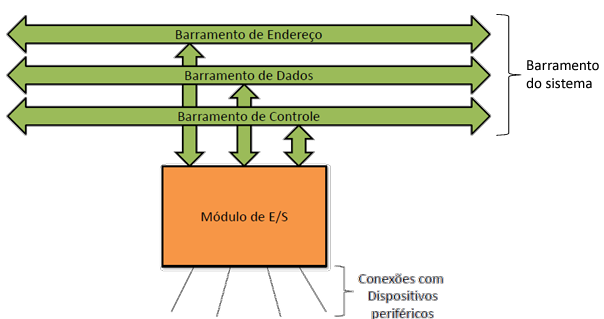 Barramento de Endereço
Barramento de Dados
Barramento de Controle
Barramento
do sistema
Módulo de E/S
Conexões com
Dispositivos
periféricos